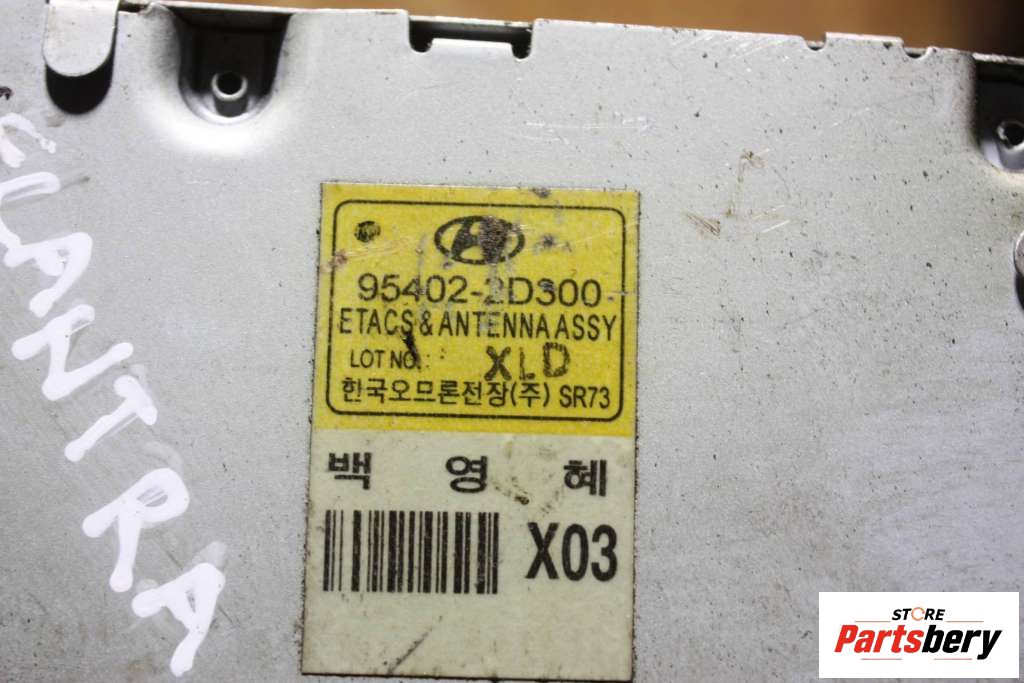 ELANTRA
95402-2D300
ETACS & ANTENNA ASSY
LOT NO. : XLD
한국오므론전장(주) SR73
백 영 혜
X03
STORE
Partsbery